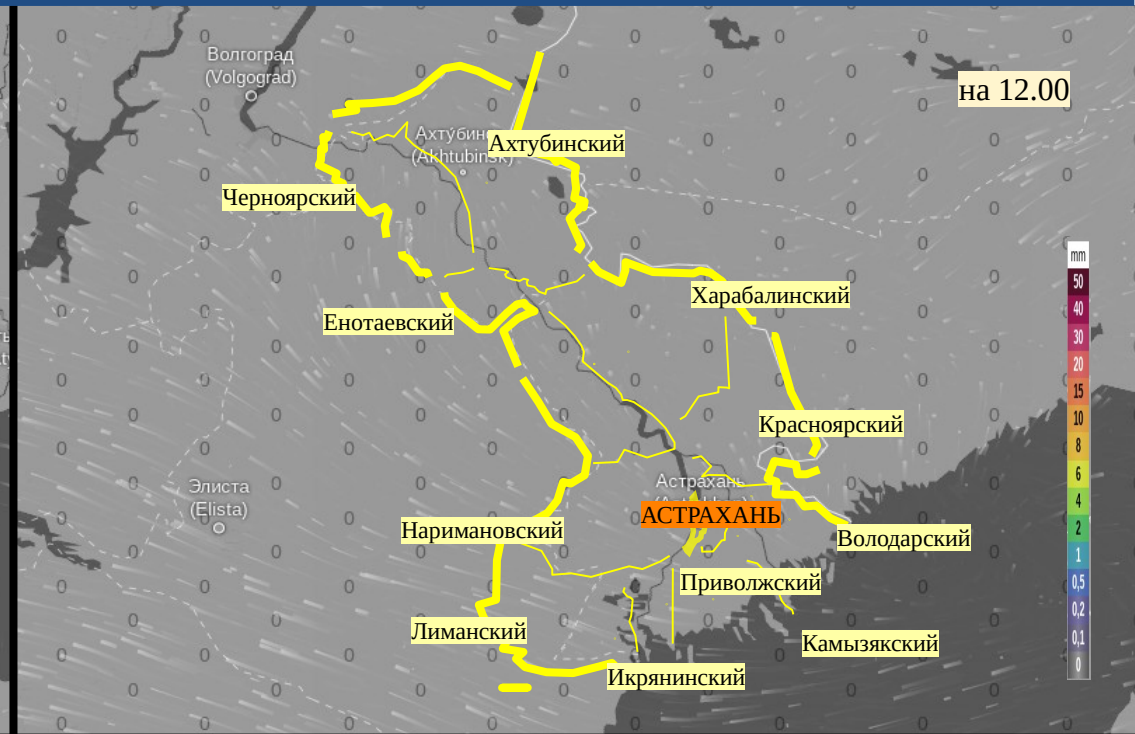 Волгоград
(Volgograd)
на 12.00
Ахтубинский
(Akhtubinsk)
Черноярский
Харабалинский
Енотаевский
Красноярский
Элиста
(Elista)
Астрахань
АСТРАХАНЬ
Наримановский
Володарский
Приволжский
Лиманский
Камызякский
Икрянинский
mm
50
40
30
20
15
10
8
6
4
2
1
0,5
0,2
0,1
0